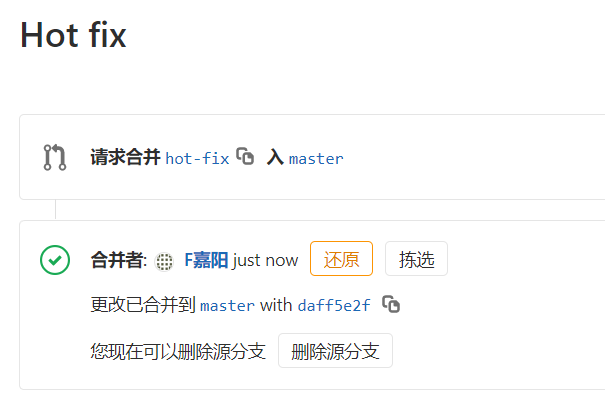 Hot fix
请求合并 hot-fix 入 master
合并者: F嘉阳 just now 还原 拣选
更改已合并到 master with daff5e2f
您现在可以删除源分支 删除源分支